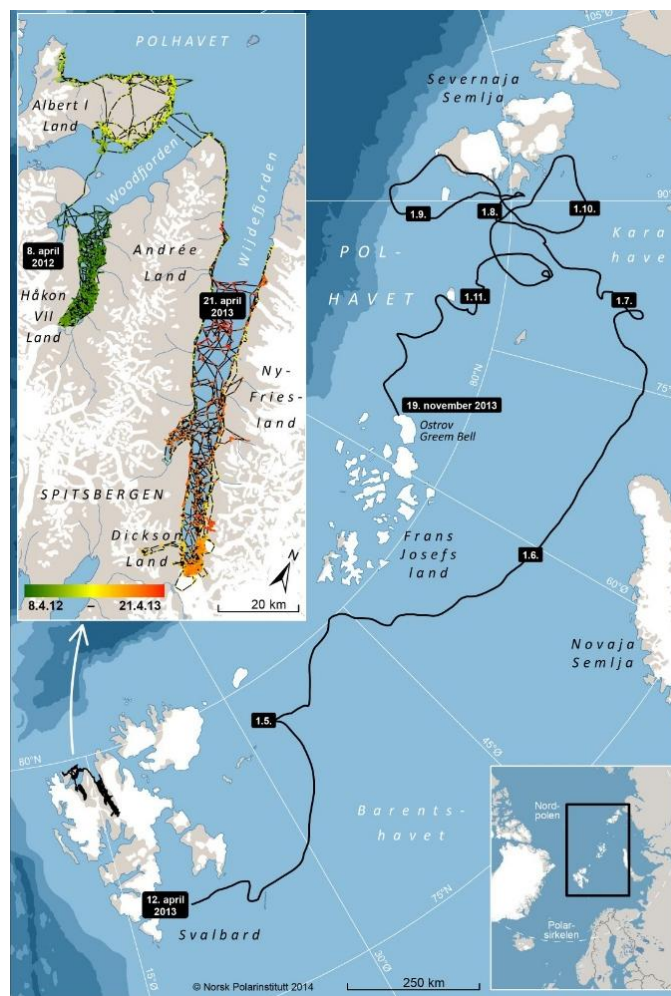 POLHAVET
Albert I
Land
Woodfjorden
Wijdefjorden
8. april
2012
Andrée
Land
Håkon
VII
Land
21. april
2013
Ny-
Fries-
land
SPITSBERGEN
Dickson
Land
N
8.4.12 – 21.4.13
20 km
105°Ø
Severnaja
Semlja
90°Ø
1.9.
1.8.
1.10.
POL-
HAVET
Kara-
havet
1.11.
1.7.
75°
80°N
19. november 2013
Ostrov
Greem Bell
Frans
Josefs
land
1.6.
60°Ø
Novaja
Semlja
1.5.
80°N
45°Ø
Barents-
havet
75°N
12. april
2013
Svalbard
15°Ø
30°Ø
Nord-
polen
Polar-
sirkelen
© Norsk Polarinstitutt 2014
250 km